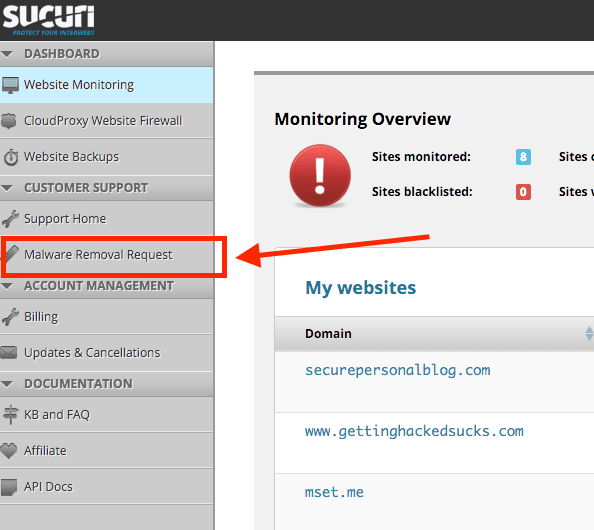 SUCURI
PROTECT YOUR INTERWEBS
DASHBOARD
Website Monitoring
CloudProxy Website Firewall
Website Backups
CUSTOMER SUPPORT
Support Home
Malware Removal Request
ACCOUNT MANAGEMENT
Billing
Updates & Cancellations
DOCUMENTATION
KB and FAQ
Affiliate
API Docs
Monitoring Overview
!
Sites monitored: 8 Sites
Sites blacklisted: 0 Sites
My websites
Domain
securepersonalblog.com
www.gettinghackedsucks.com
mset.me